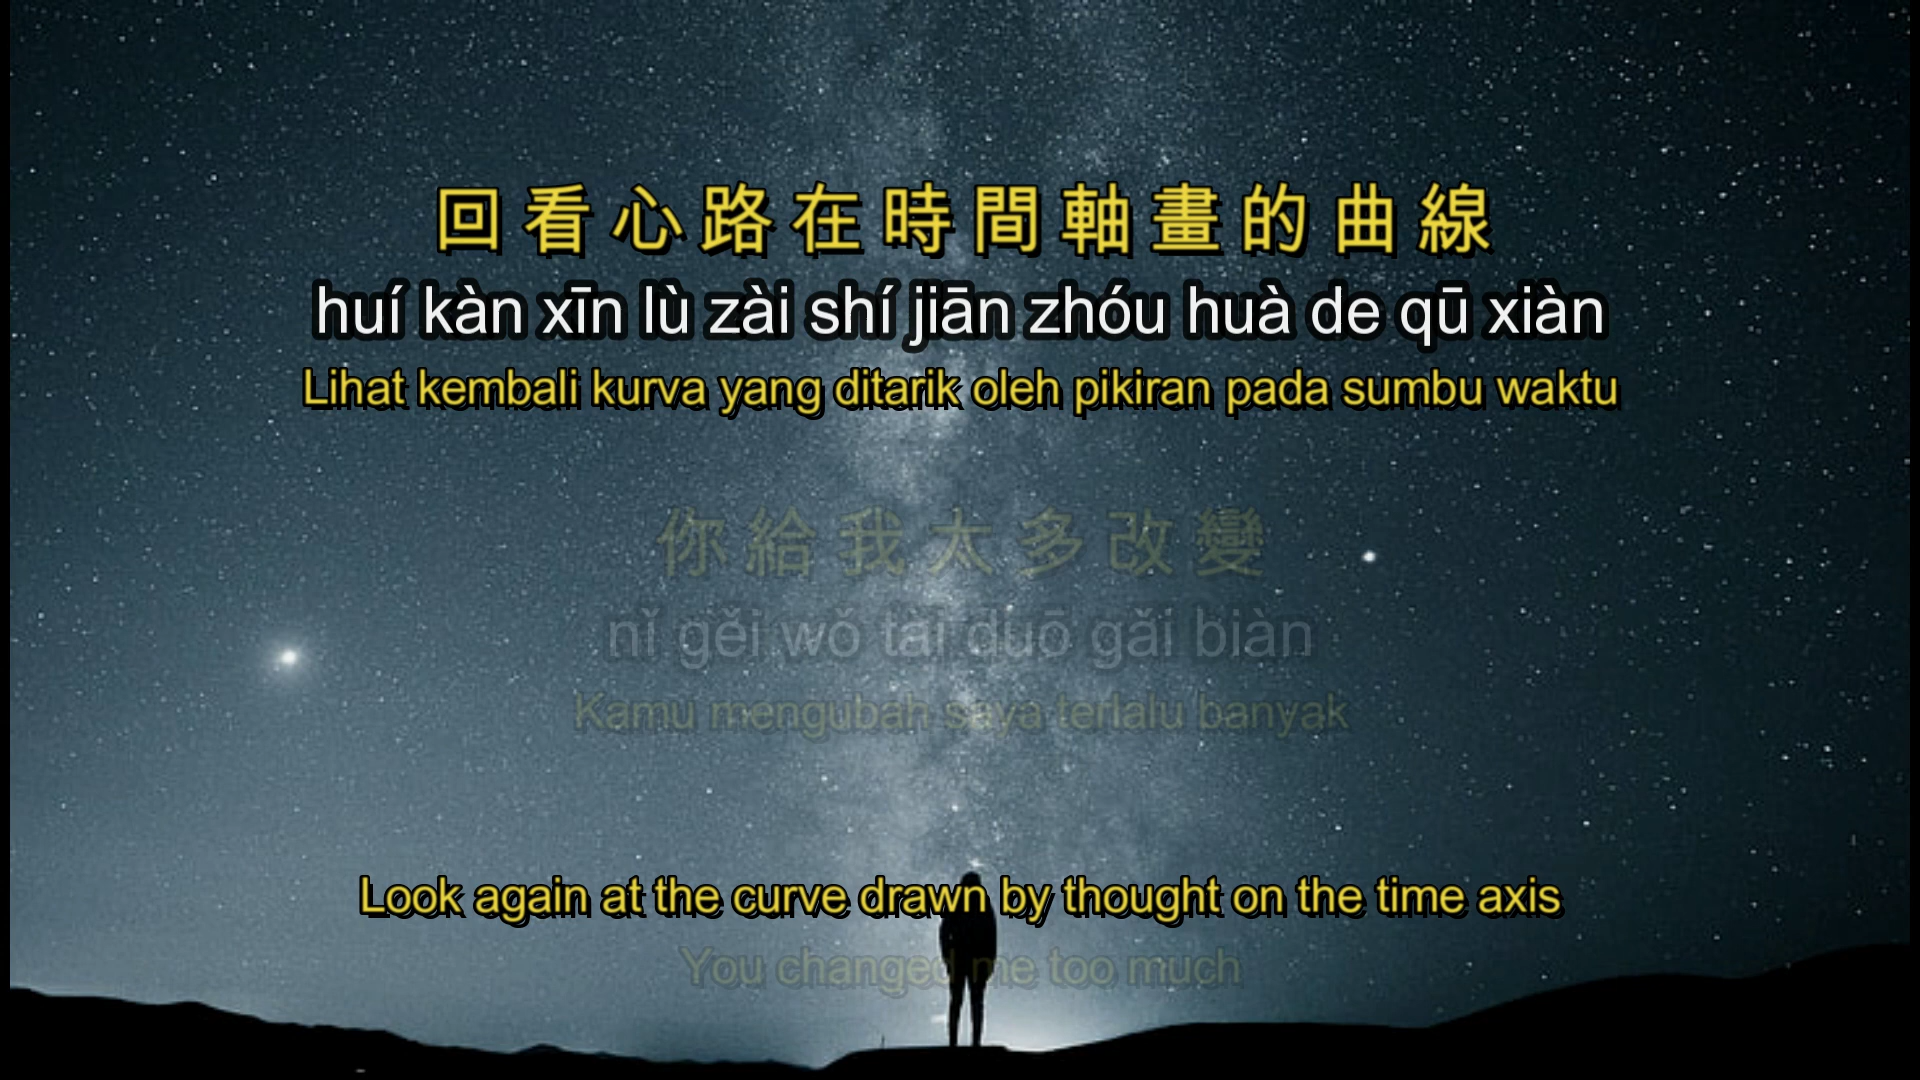 回看心路在時間軸畫的曲線
huí kàn xīn lù zài shí jiān zhóu huà de qū xiàn
Lihat kembali kurva yang ditarik oleh pikiran pada sumbu waktu
你給我太多改變
nǐ gěi wǒ tài duō gǎi biàn
Kamu mengubah saya terlalu banyak
Look again at the curve drawn by thought on the time axis
You changed me too much